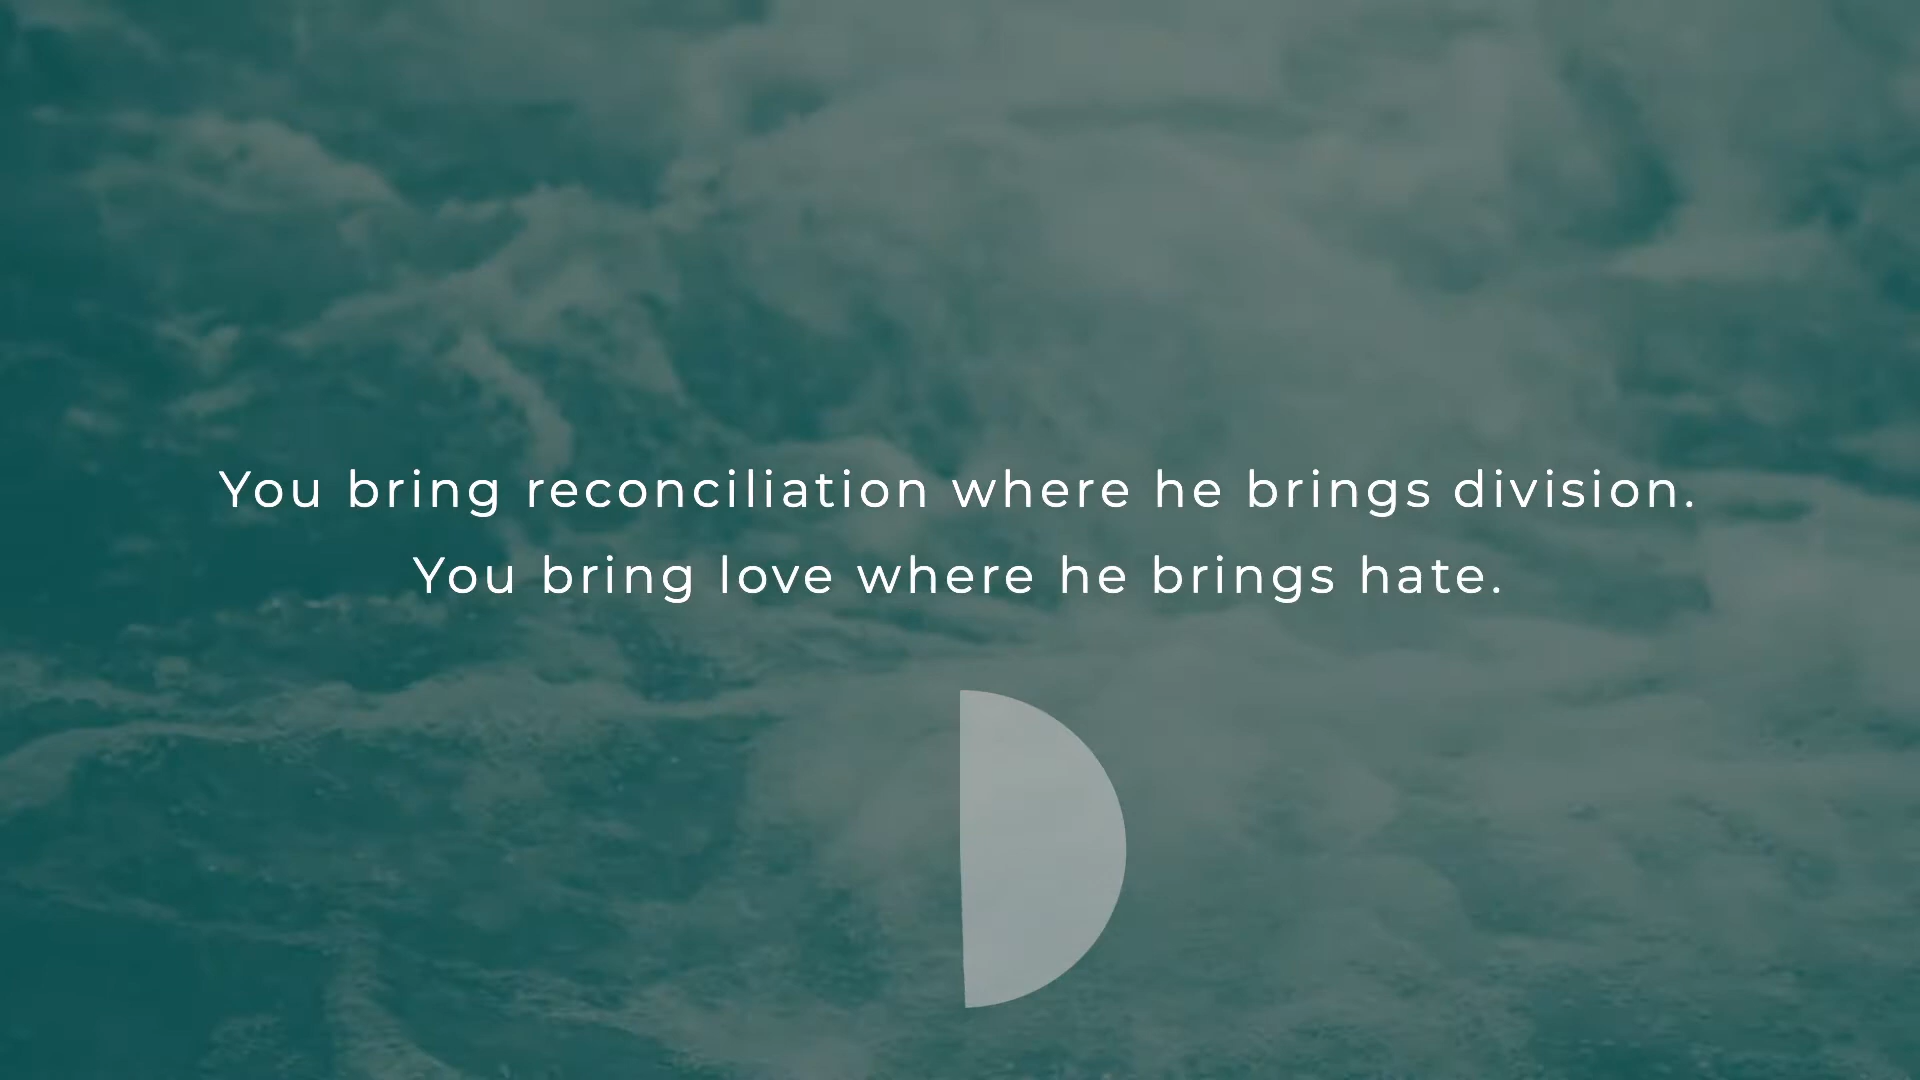 You bring reconciliation where he brings division.
You bring love where he brings hate.